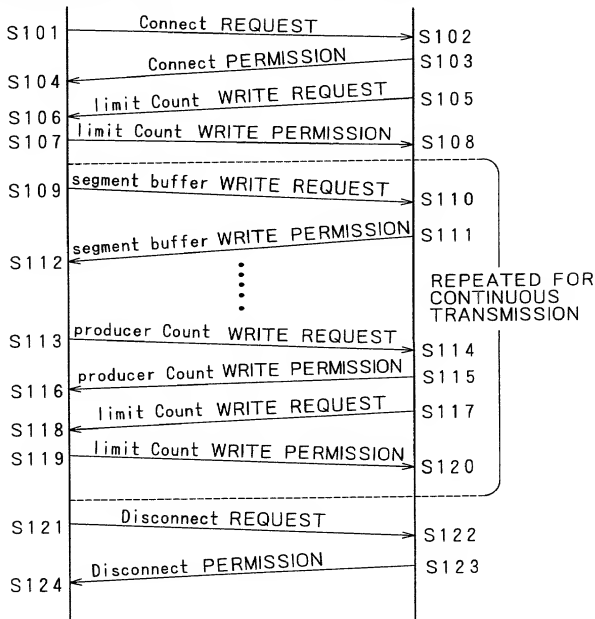 S101 Connect REQUEST S102
S104 Connect PERMISSION S103
S106 limit Count WRITE REQUEST S105
S107 limit Count WRITE PERMISSION S108
S109 segment buffer WRITE REQUEST S110
S112 segment buffer WRITE PERMISSION S111
REPEATED FOR
CONTINUOUS
TRANSMISSION
S113 producer Count WRITE REQUEST S114
S116 producer Count WRITE PERMISSION S115
S118 limit Count WRITE REQUEST S117
S119 limit Count WRITE PERMISSION S120
S121 Disconnect REQUEST S122
S124 Disconnect PERMISSION S123